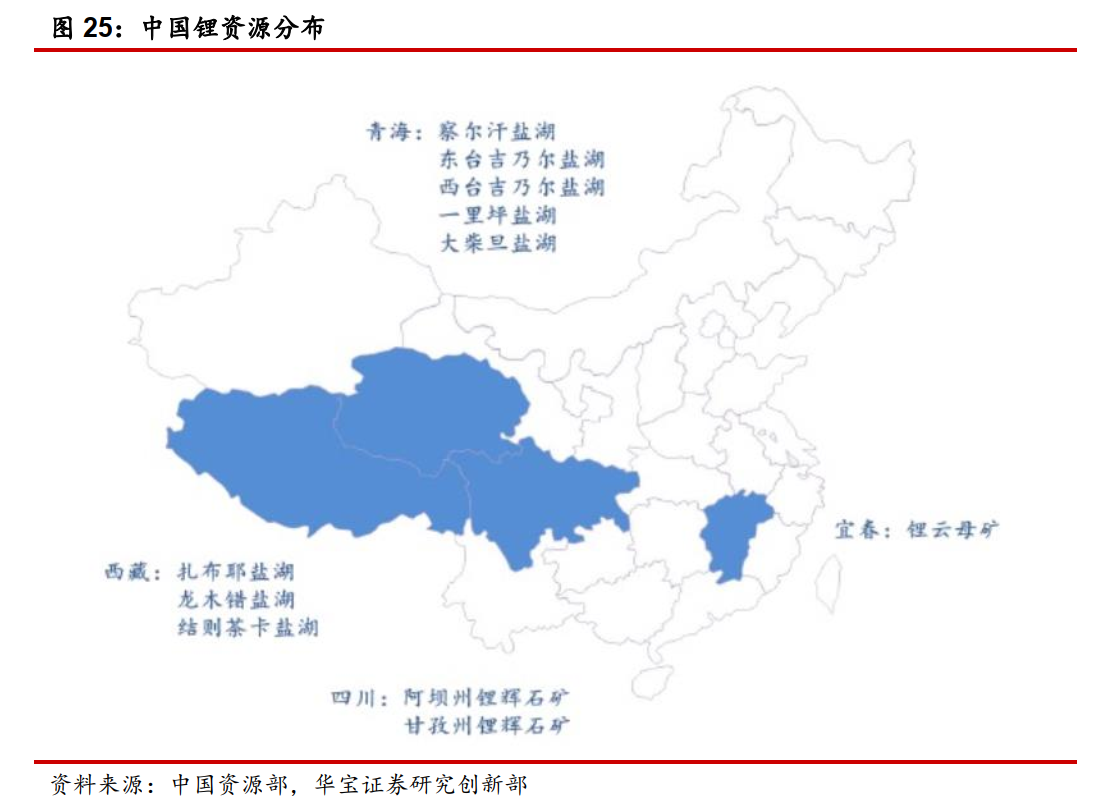 图 25：中国锂资源分布
青海：察尔汗盐湖
东台吉乃尔盐湖
西台吉乃尔盐湖
一里坪盐湖
大柴旦盐湖
宜春：锂云母矿
西藏：扎布耶盐湖
龙木错盐湖
结则茶卡盐湖
四川：阿坝州锂辉石矿
甘孜州锂辉石矿
资料来源：中国资源部，华宝证券研究创新部